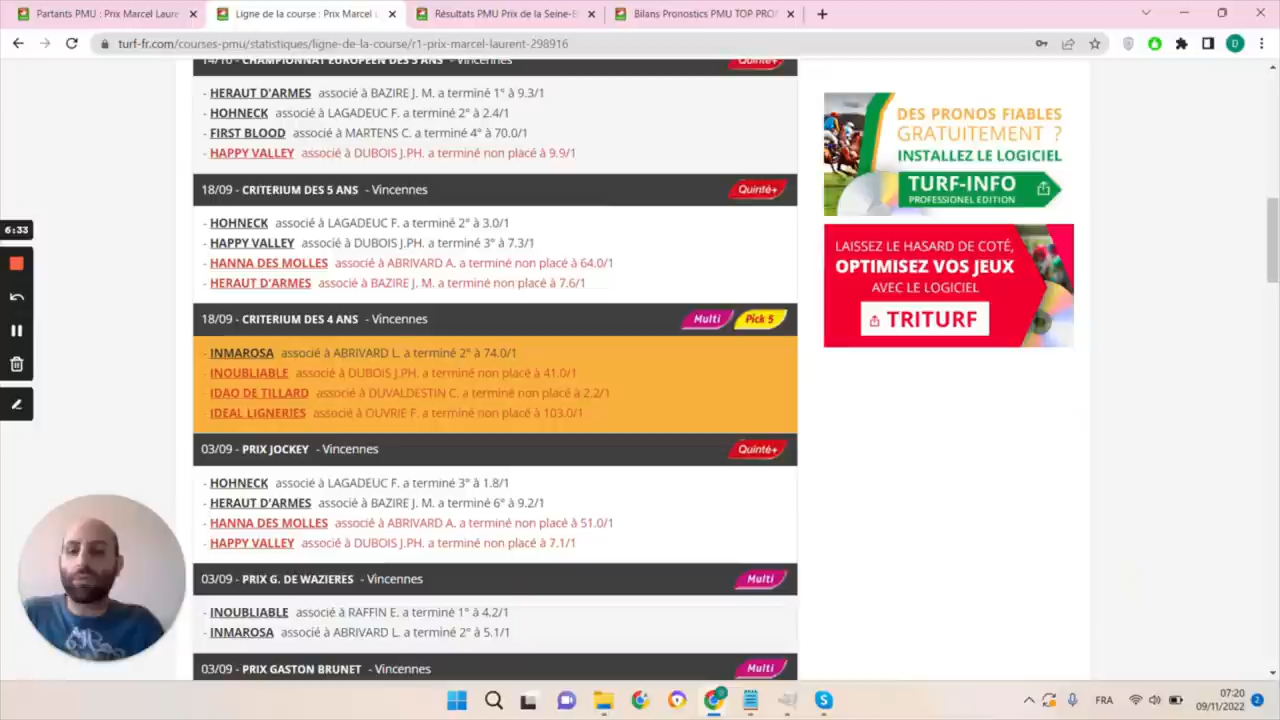 Partants PMU : Prix Marcel Laure
Ligne de la course : Prix Marcel L
Résultats PMU Prix de la Seine-E
Bilans Pronostics PMU TOP PRO
turf-fr.com/courses-pmu/statistiques/ligne-de-la-course/r1-prix-marcel-laurent-298916
14/10 - CHAMPIONNAT EUROPEEN DES 5 ANS - Vincennes Quinté+
- HERAUT D'ARMES associé à BAZIRE J. M. a terminé 1° à 9.3/1
- HOHNECK associé à LAGADEUC F. a terminé 2° à 2.4/1
- FIRST BLOOD associé à MARTENS C. a terminé 4° à 70.0/1
- HAPPY VALLEY associé à DUBOIS J.PH. a terminé non placé à 9.9/1
18/09 - CRITERIUM DES 5 ANS - Vincennes Quinté+
- HOHNECK associé à LAGADEUC F. a terminé 2° à 3.0/1
- HAPPY VALLEY associé à DUBOIS J.PH. a terminé 3° à 7.3/1
- HANNA DES MOLLES associé à ABRIVARD A. a terminé non placé à 64.0/1
- HERAUT D'ARMES associé à BAZIRE J. M. a terminé non placé à 7.6/1
18/09 - CRITERIUM DES 4 ANS - Vincennes Multi Pick 5
- INMAROSA associé à ABRIVARD L. a terminé 2° à 74.0/1
- INOUBLIABLE associé à DUBOIS J.PH. a terminé non placé à 41.0/1
- IDAO DE TILLARD associé à DUVALDESTIN C. a terminé non placé à 2.2/1
- IDEAL LIGNERIES associé à OUVRIE F. a terminé non placé à 103.0/1
03/09 - PRIX JOCKEY - Vincennes Quinté+
- HOHNECK associé à LAGADEUC F. a terminé 3° à 1.8/1
- HERAUT D'ARMES associé à BAZIRE J. M. a terminé 6° à 9.2/1
- HANNA DES MOLLES associé à ABRIVARD A. a terminé non placé à 51.0/1
- HAPPY VALLEY associé à DUBOIS J.PH. a terminé non placé à 7.1/1
03/09 - PRIX G. DE WAZIERES - Vincennes Multi
- INOUBLIABLE associé à RAFFIN E. a terminé 1° à 4.2/1
- INMAROSA associé à ABRIVARD L. a terminé 2° à 5.1/1
03/09 - PRIX GASTON BRUNET - Vincennes Multi
DES PRONOS FIABLES
GRATUITEMENT ?
INSTALLEZ LE LOGICIEL
TURF-INFO
PROFESSIONEL EDITION
LAISSEZ LE HASARD DE COTÉ,
OPTIMISEZ VOS JEUX
AVEC LE LOGICIEL
TRITURF
6:33
D
FRA
07:20
09/11/2022
2